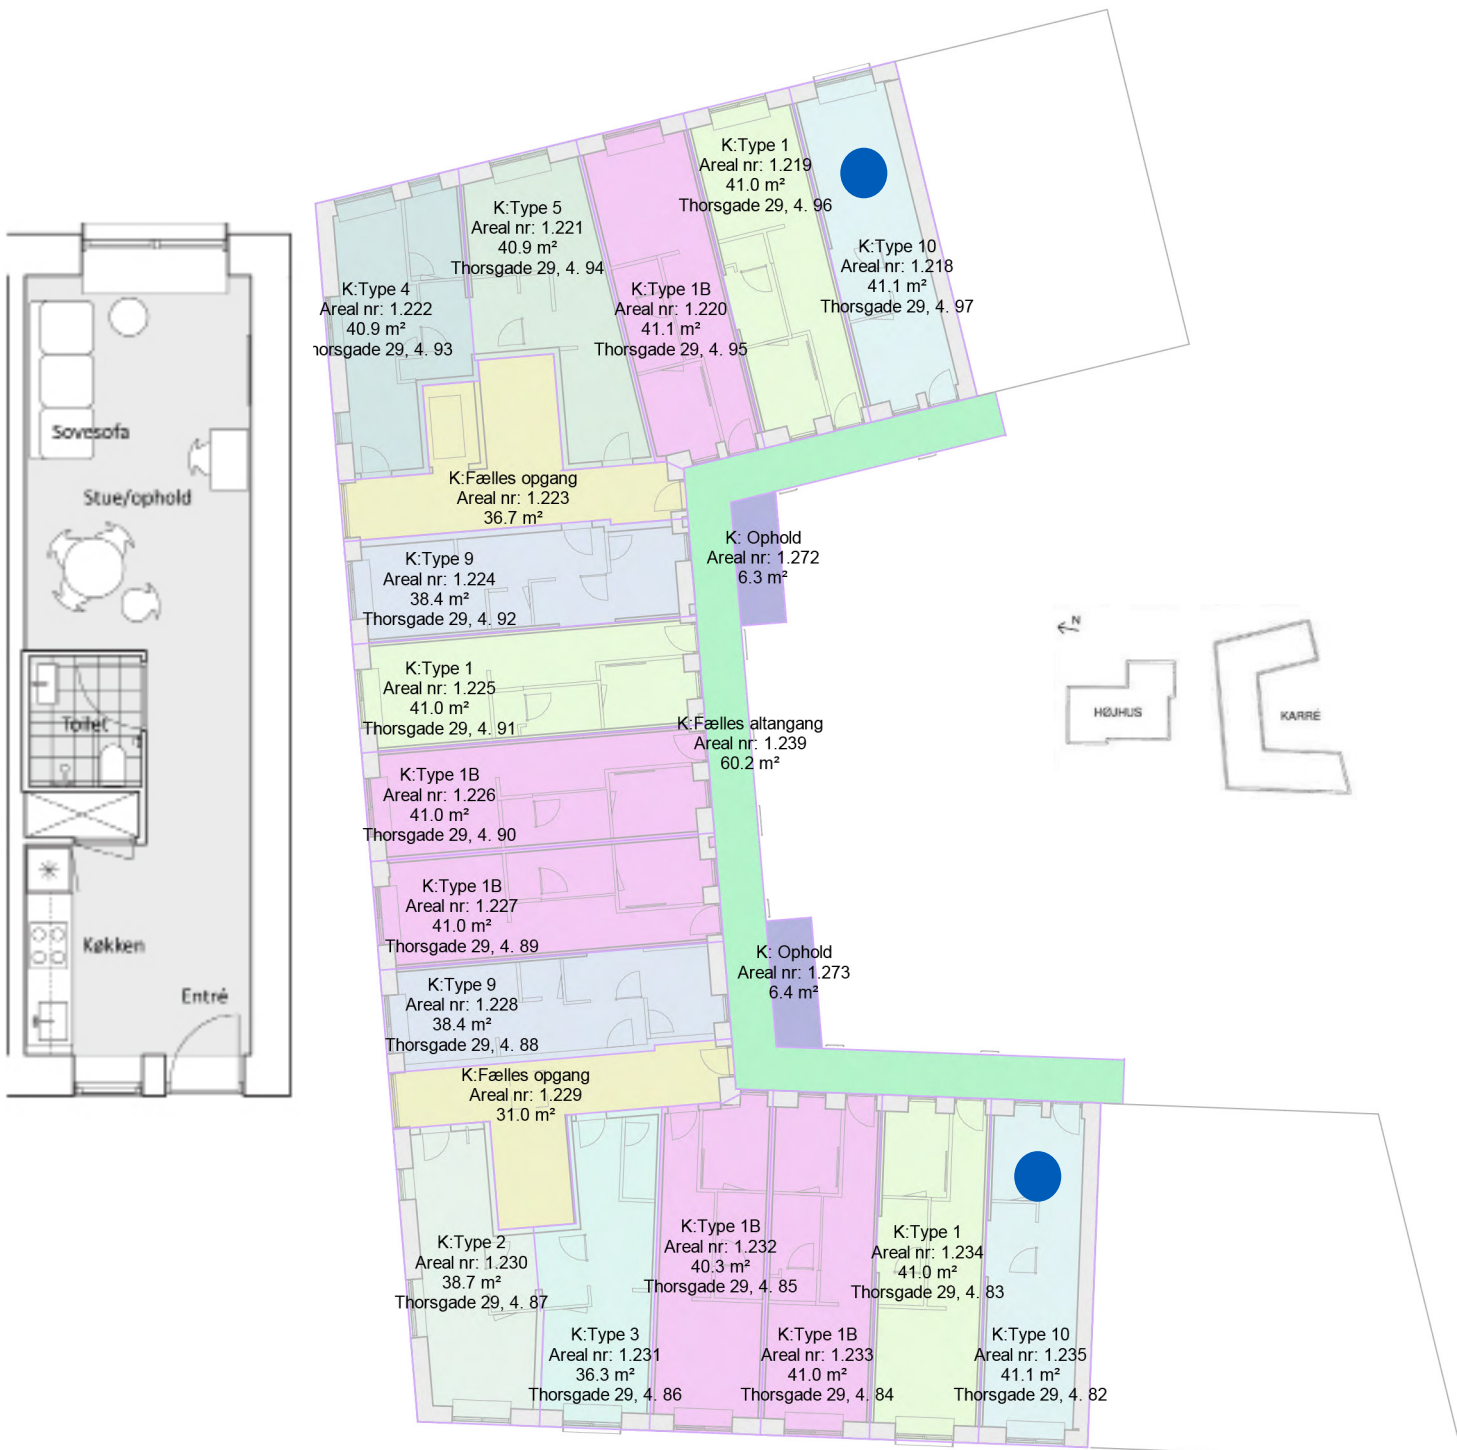 K:Type 1
Areal nr: 1.219
41.0 m²
Thorsgade 29, 4. 96
K:Type 10
Areal nr: 1.218
41.1 m²
Thorsgade 29, 4. 97
K:Type 5
Areal nr: 1.221
40.9 m²
Thorsgade 29, 4. 94
K:Type 4
Areal nr: 1.222
40.9 m²
horsgade 29, 4. 93
K:Type 1B
Areal nr: 1.220
41.1 m²
Thorsgade 29, 4. 95
K:Fælles opgang
Areal nr: 1.223
36.7 m²
K:Type 9
Areal nr: 1.224
38.4 m²
Thorsgade 29, 4. 92
K: Ophold
Areal nr: 1.272
6.3 m²
K:Type 1
Areal nr: 1.225
41.0 m²
Thorsgade 29, 4. 91
K:Fælles altangang
Areal nr: 1.239
60.2 m²
K:Type 1B
Areal nr: 1.226
41.0 m²
Thorsgade 29, 4. 90
K:Type 1B
Areal nr: 1.227
41.0 m²
Thorsgade 29, 4. 89
K: Ophold
Areal nr: 1.273
6.4 m²
K:Type 9
Areal nr: 1.228
38.4 m²
Thorsgade 29, 4. 88
K:Fælles opgang
Areal nr: 1.229
31.0 m²
K:Type 2
Areal nr: 1.230
38.7 m²
Thorsgade 29, 4. 87
K:Type 3
Areal nr: 1.231
36.3 m²
Thorsgade 29, 4. 86
K:Type 1B
Areal nr: 1.232
40.3 m²
Thorsgade 29, 4. 85
K:Type 1B
Areal nr: 1.233
41.0 m²
Thorsgade 29, 4. 84
K:Type 1
Areal nr: 1.234
41.0 m²
Thorsgade 29, 4. 83
K:Type 10
Areal nr: 1.235
41.1 m²
Thorsgade 29, 4. 82
Sovesofa
Stue/ophold
Toilet
Køkken
Entré
N
HØJHUS
KARRÉ